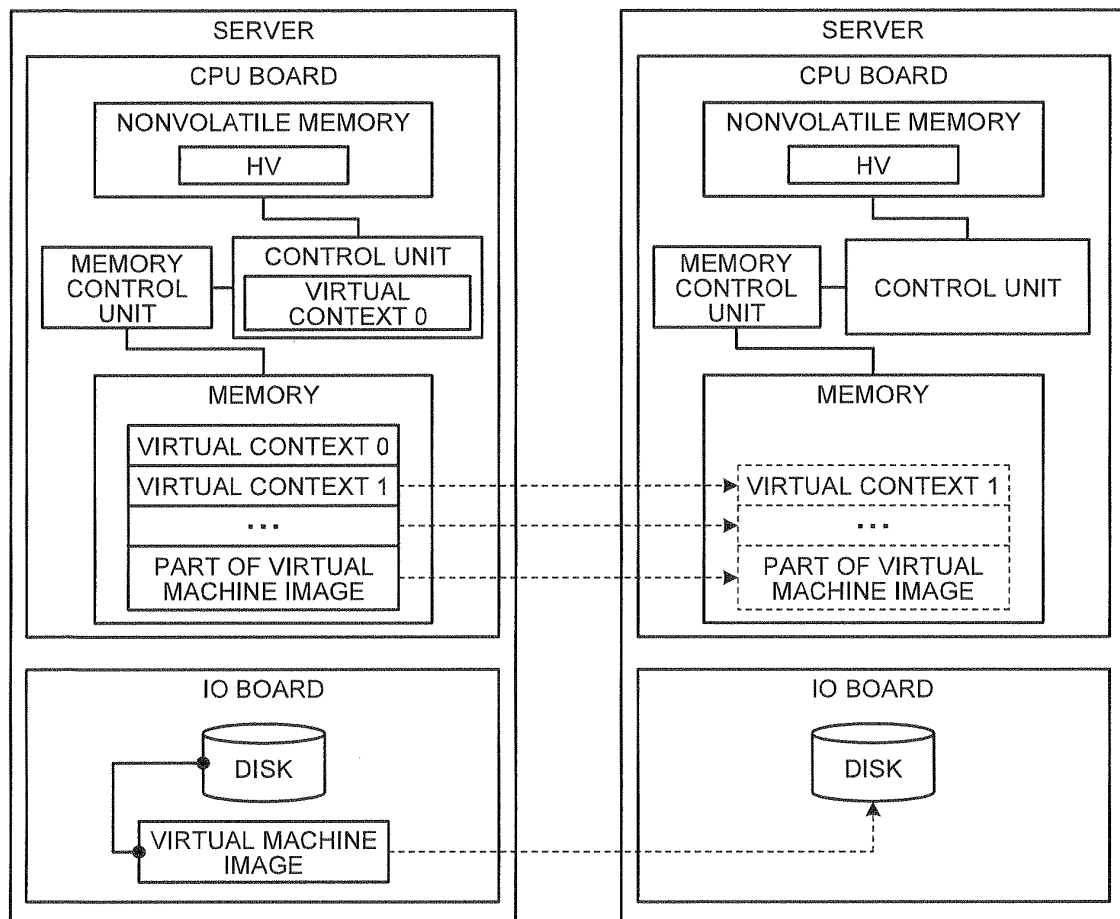 SERVER
CPU BOARD
NONVOLATILE MEMORY
HV
MEMORY
CONTROL
UNIT
CONTROL UNIT
VIRTUAL
CONTEXT 0
MEMORY
VIRTUAL CONTEXT 0
VIRTUAL CONTEXT 1
...
PART OF VIRTUAL
MACHINE IMAGE
IO BOARD
DISK
VIRTUAL MACHINE
IMAGE
SERVER
CPU BOARD
NONVOLATILE MEMORY
HV
MEMORY
CONTROL
UNIT
CONTROL UNIT
MEMORY
VIRTUAL CONTEXT 1
...
PART OF VIRTUAL
MACHINE IMAGE
IO BOARD
DISK